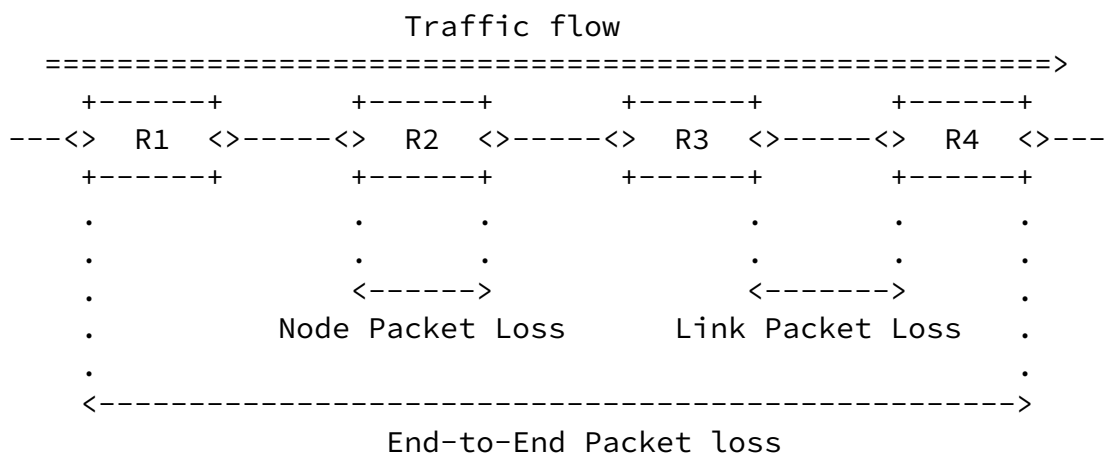 Traffic flow
========================================================>
+------+ +------+ +------+ +------+
---<> R1 <>-----<> R2 <>-----<> R3 <>-----<> R4 <>---
+------+ +------+ +------+ +------+
. . . . .
. . . . .
. <------> <-------> .
. Node Packet Loss Link Packet Loss .
. .
<--------------------------------------------------->
End-to-End Packet loss